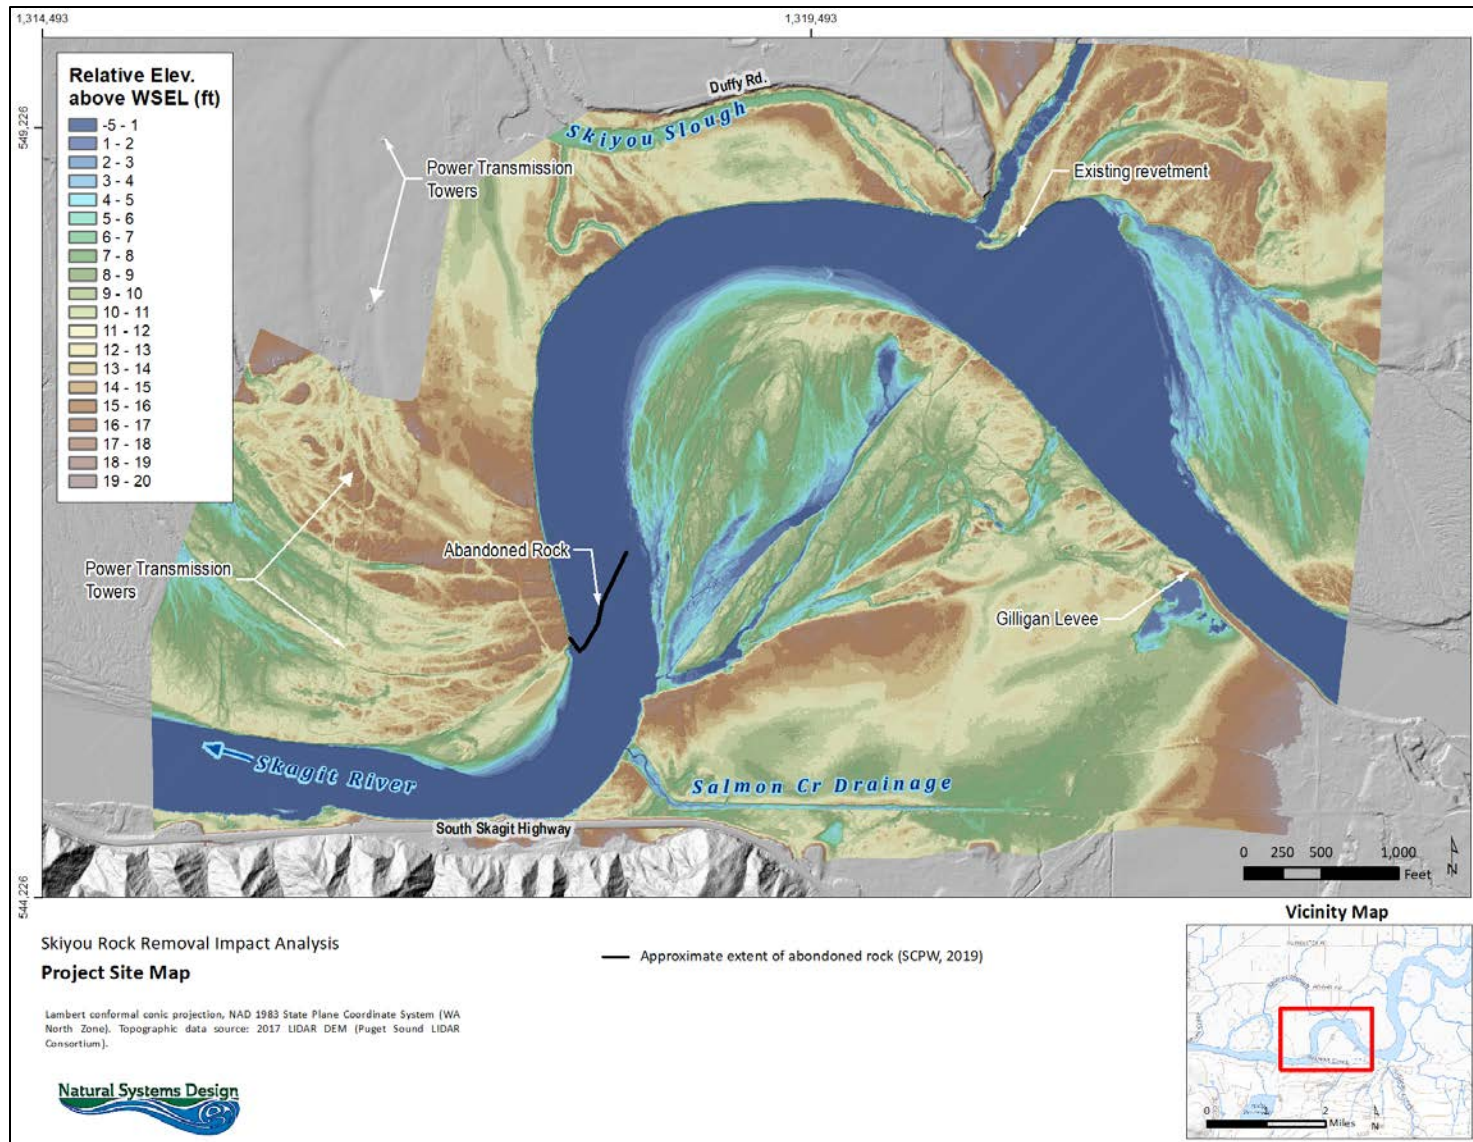 1,314,493
1,319,493
549,226
544,226
Relative Elev.
above WSEL (ft)
-5 - 1
1 - 2
2 - 3
3 - 4
4 - 5
5 - 6
6 - 7
7 - 8
8 - 9
9 - 10
10 - 11
11 - 12
12 - 13
13 - 14
14 - 15
15 - 16
16 - 17
17 - 18
18 - 19
19 - 20
Duffy Rd.
Skiyou Slough
Power Transmission
Towers
Existing revetment
Abandoned Rock
Power Transmission
Towers
Gilligan Levee
Skagit River
Salmon Cr Drainage
South Skagit Highway
0 250 500 1,000
Feet
N
Skiyou Rock Removal Impact Analysis
Project Site Map
Approximate extent of abondoned rock (SCPW, 2019)
Lambert conformal conic projection, NAD 1983 State Plane Coordinate System (WA
North Zone). Topographic data source: 2017 LIDAR DEM (Puget Sound LIDAR
Consortium).
Natural Systems Design
Vicinity Map
0 1 2
Miles
N